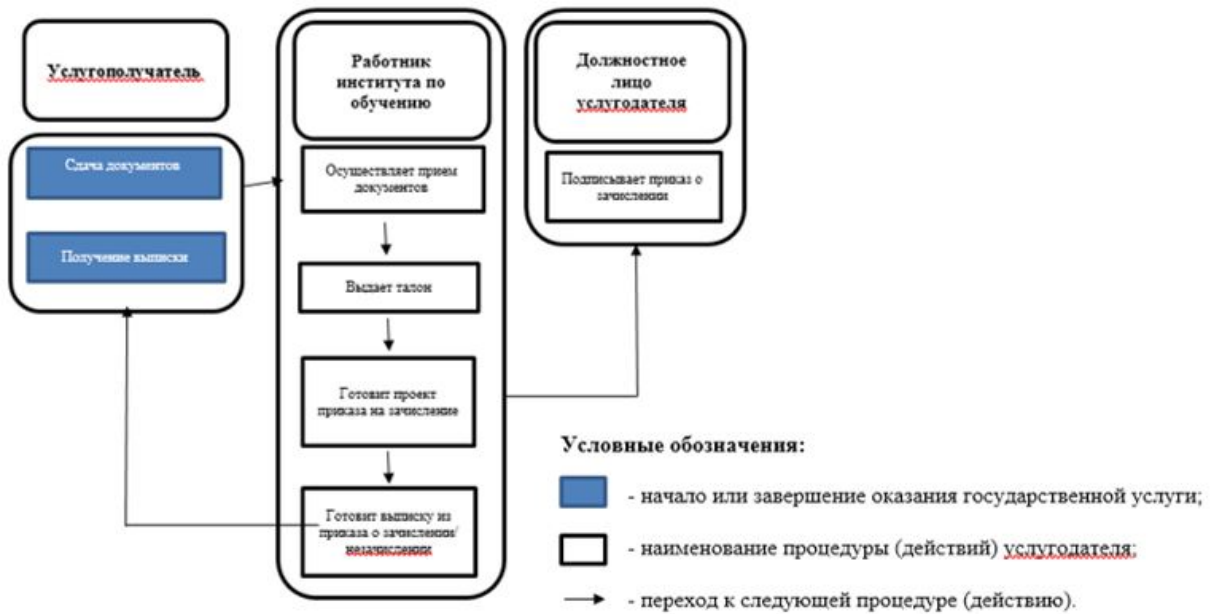 Услугополучатель
Сдача документов
Получение выписки
Работник
института по
обучению
Осуществляет прием
документов
Выдает талон
Готовит проект
приказа на зачисление
Готовит выписку из
приказа о зачислении/
незачислении
Должностное
лицо
услугодателя
Подписывает приказ о
зачислении
Условные обозначения:
- начало или завершение оказания государственной услуги;
- наименование процедуры (действий) услугодателя;
- переход к следующей процедуре (действию).